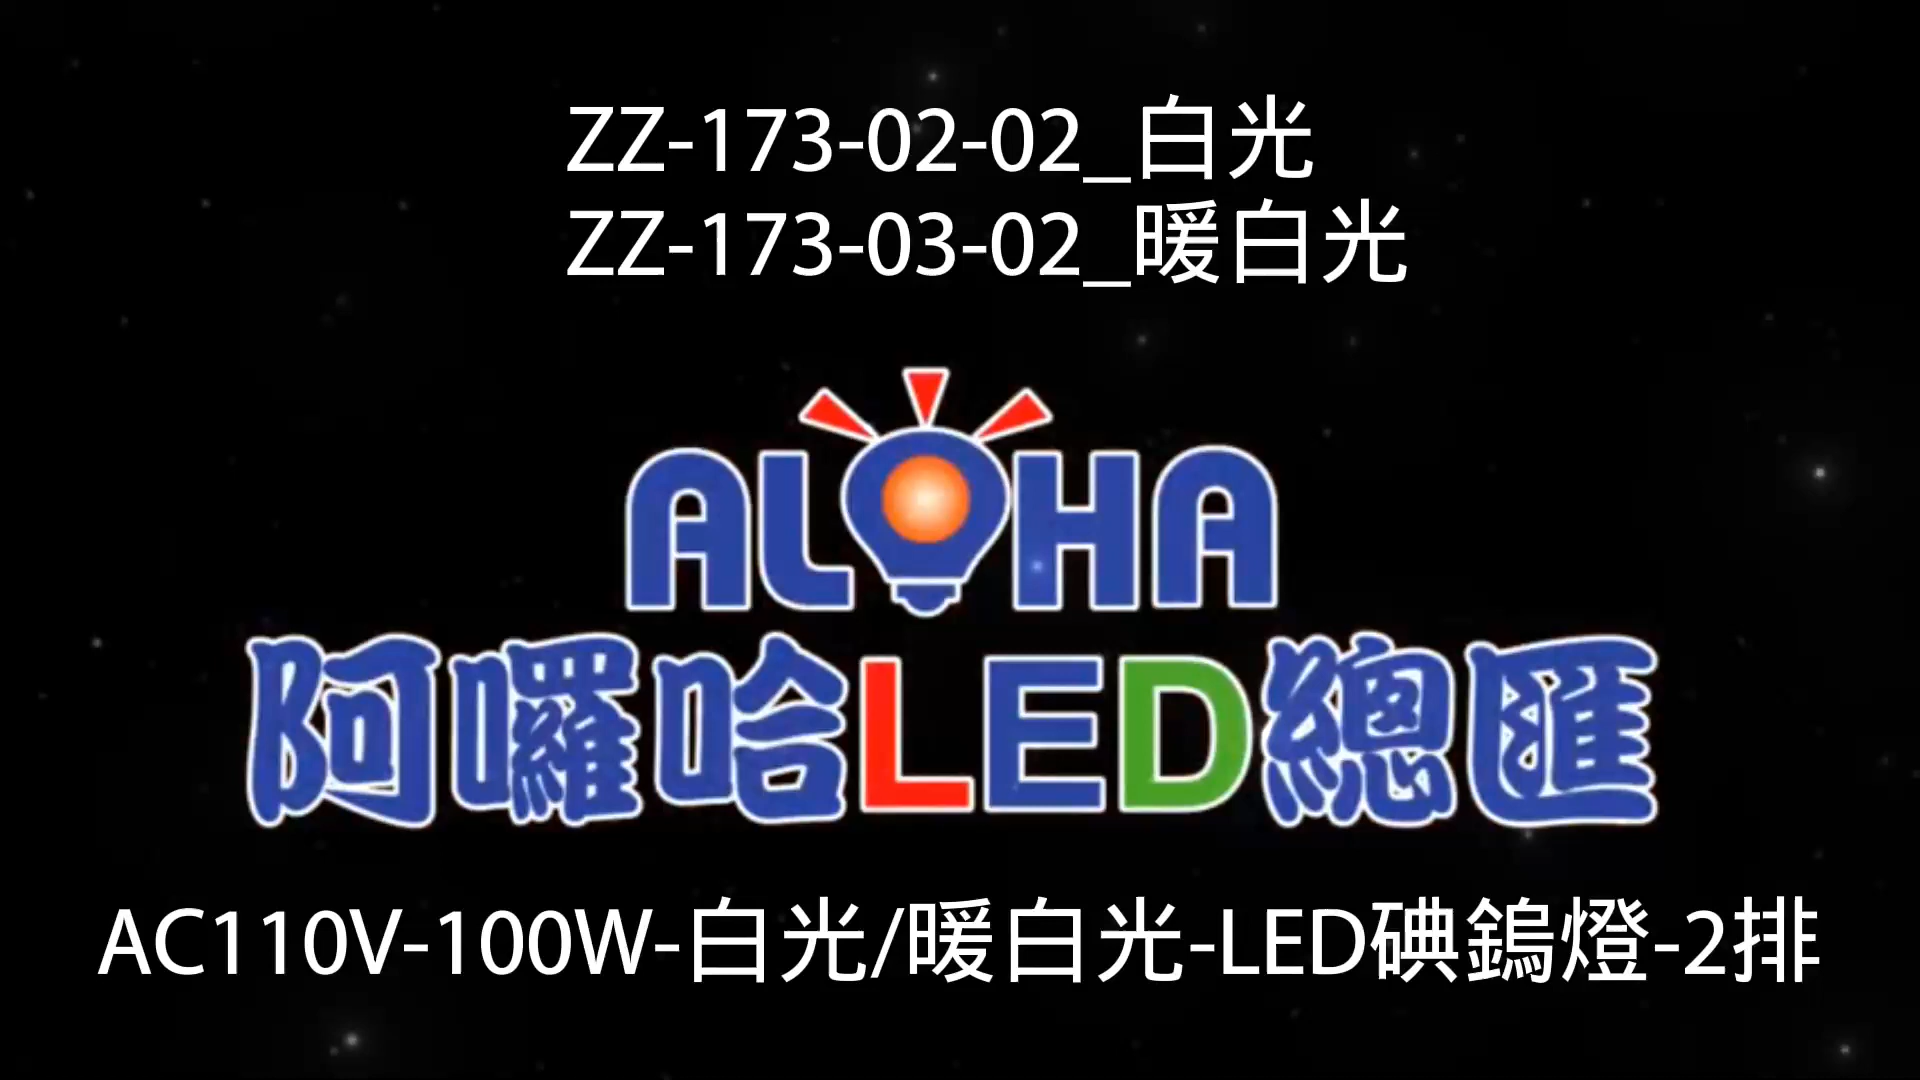 ZZ-173-02-02_白光
ZZ-173-03-02_暖白光
ALOHA
阿囉哈LED總匯
AC110V-100W-白光/暖白光-LED碘鎢燈-2排